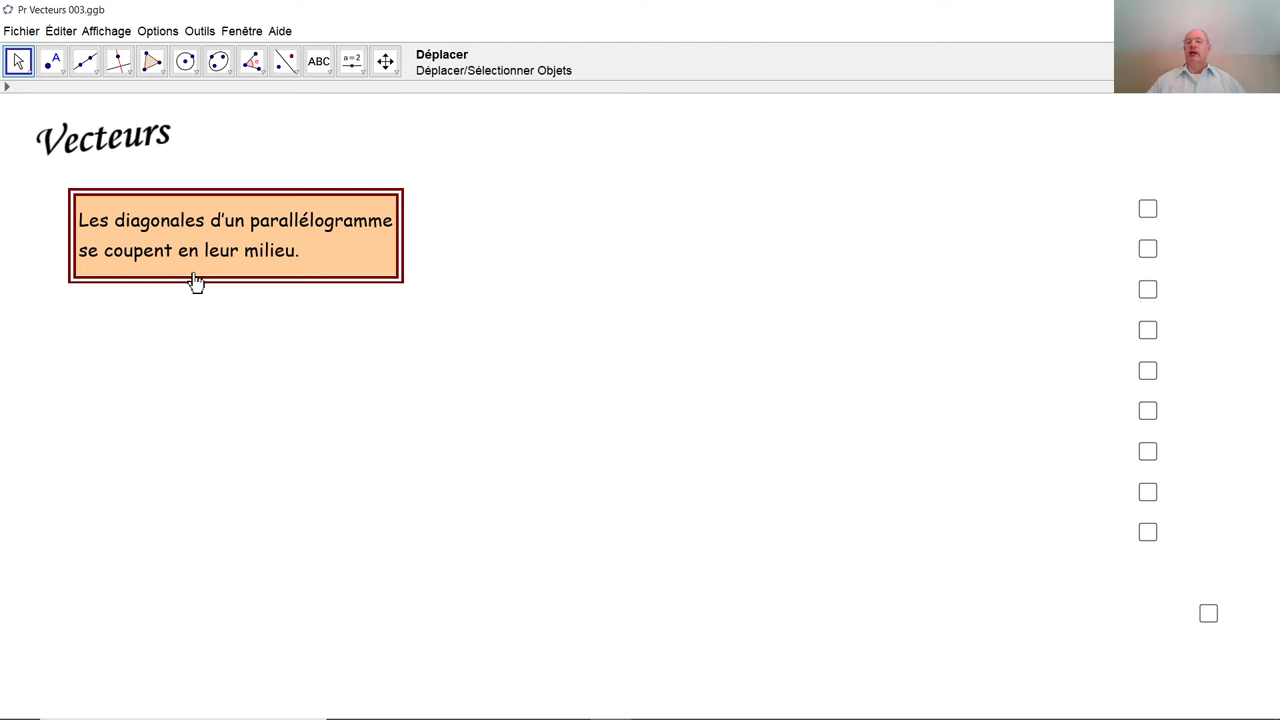 Pr Vecteurs 003.ggb
Fichier Éditer Affichage Options Outils Fenêtre Aide
A
ABC
a=2
Déplacer
Déplacer/Sélectionner Objets
Vecteurs
Les diagonales d'un parallélogramme
se coupent en leur milieu.